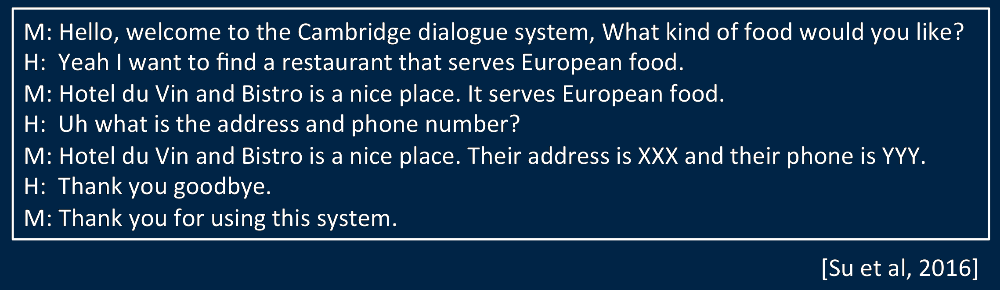 M: Hello, welcome to the Cambridge dialogue system, What kind of food would you like?
H: Yeah I want to find a restaurant that serves European food.
M: Hotel du Vin and Bistro is a nice place. It serves European food.
H: Uh what is the address and phone number?
M: Hotel du Vin and Bistro is a nice place. Their address is XXX and their phone is YYY.
H: Thank you goodbye.
M: Thank you for using this system.
[Su et al, 2016]